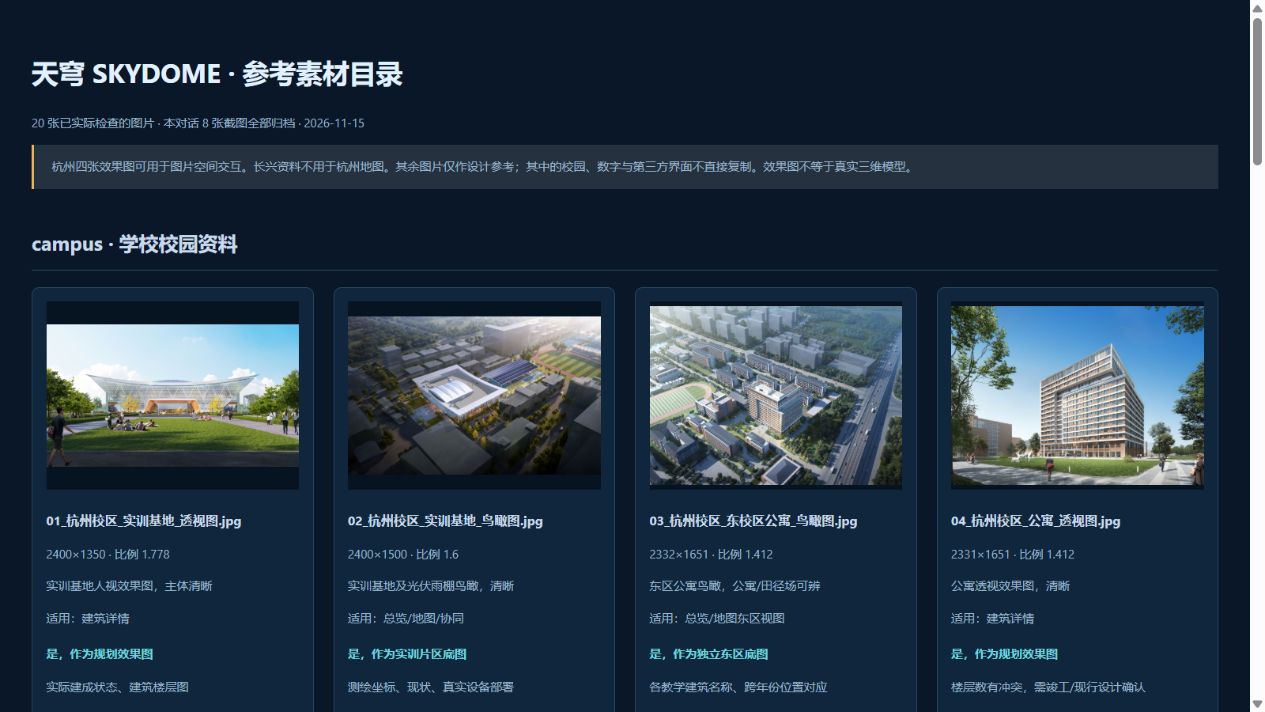 天穹 SKYDOME · 参考素材目录
20 张已实际检查的图片 · 本对话 8 张截图全部归档 · 2026-11-15
杭州四张效果图可用于图片空间交互。长兴资料不用于杭州地图。其余图片仅作设计参考；其中的校园、数字与第三方界面不直接复制。效果图不等于真实三维模型。
campus · 学校校园资料
01_杭州校区_实训基地_透视图.jpg
2400×1350 · 比例 1.778
实训基地人视效果图，主体清晰
适用：建筑详情
是，作为规划效果图
实际建成状态、建筑楼层图
02_杭州校区_实训基地_鸟瞰图.jpg
2400×1500 · 比例 1.6
实训基地及光伏雨棚鸟瞰，清晰
适用：总览/地图/协同
是，作为实训片区底图
测绘坐标、现状、真实设备部署
03_杭州校区_东校区公寓_鸟瞰图.jpg
2332×1651 · 比例 1.412
东区公寓鸟瞰，公寓/田径场可辨
适用：总览/地图东区视图
是，作为独立东区底图
各教学建筑名称、跨年份位置对应
04_杭州校区_公寓_透视图.jpg
2331×1651 · 比例 1.412
公寓透视效果图，清晰
适用：建筑详情
是，作为规划效果图
楼层数有冲突，需竣工/现行设计确认